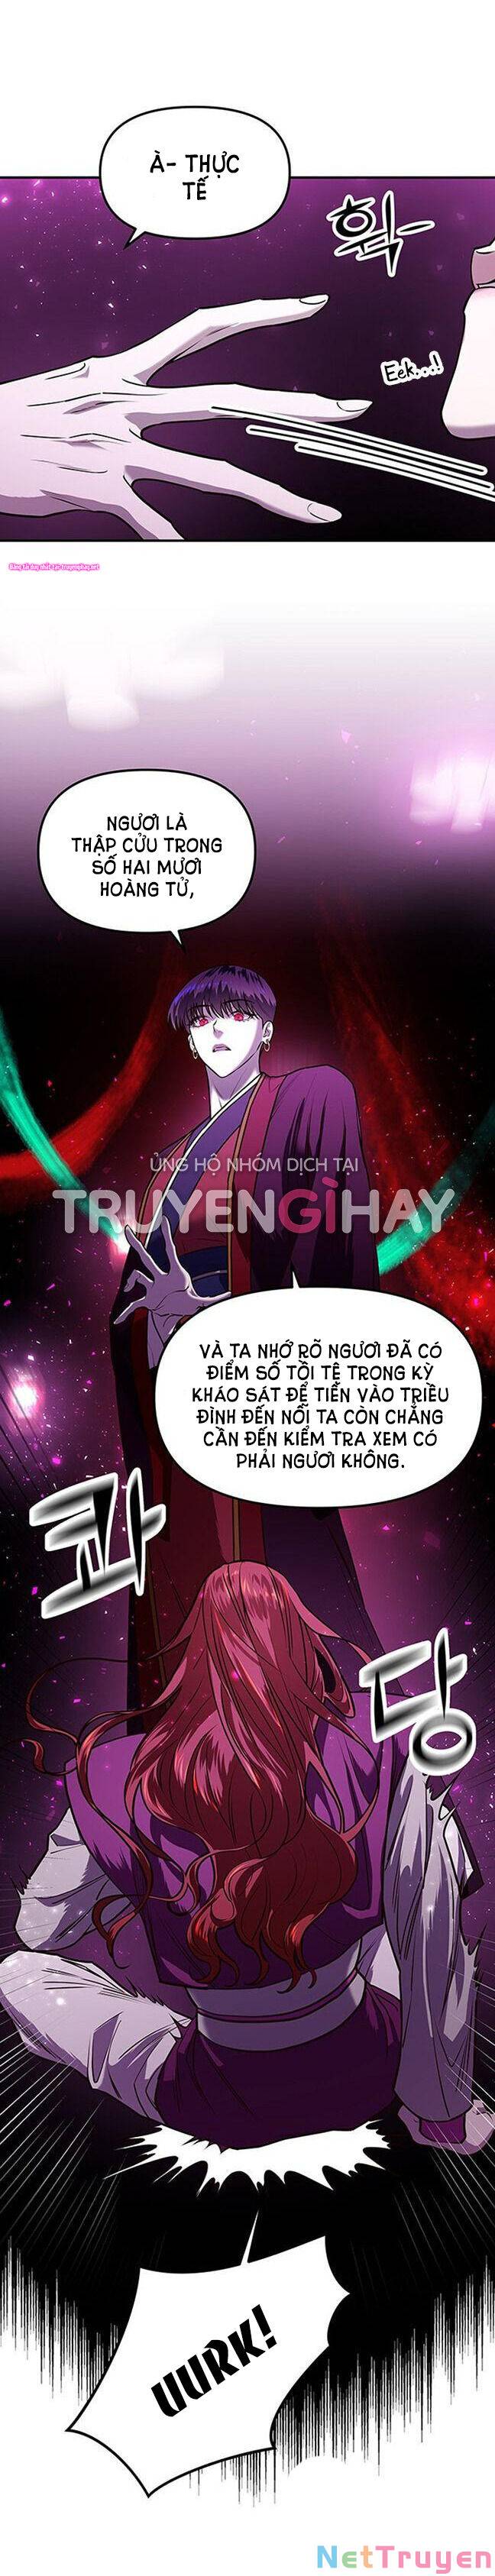 À- THỰC
TẾ
헉-
Eek...!
NGƯƠI LÀ
THẬP CỬU TRONG
SỐ HAI MƯƠI
HOÀNG TỬ,
ỦNG HỘ NHÓM DỊCH TẠI
TRUYENGÌHAY
VÀ TA NHỚ RÕ NGƯƠI ĐÃ CÓ
ĐIỂM SỐ TỒI TỆ TRONG KỲ
KHẢO SÁT ĐỂ TIẾN VÀO TRIỀU
ĐÌNH ĐẾN NỖI TA CÒN CHẲNG
CẦN ĐẾN KIỂM TRA XEM CÓ
PHẢI NGƯƠI KHÔNG.
콰
당
UURK!
NetTruyen